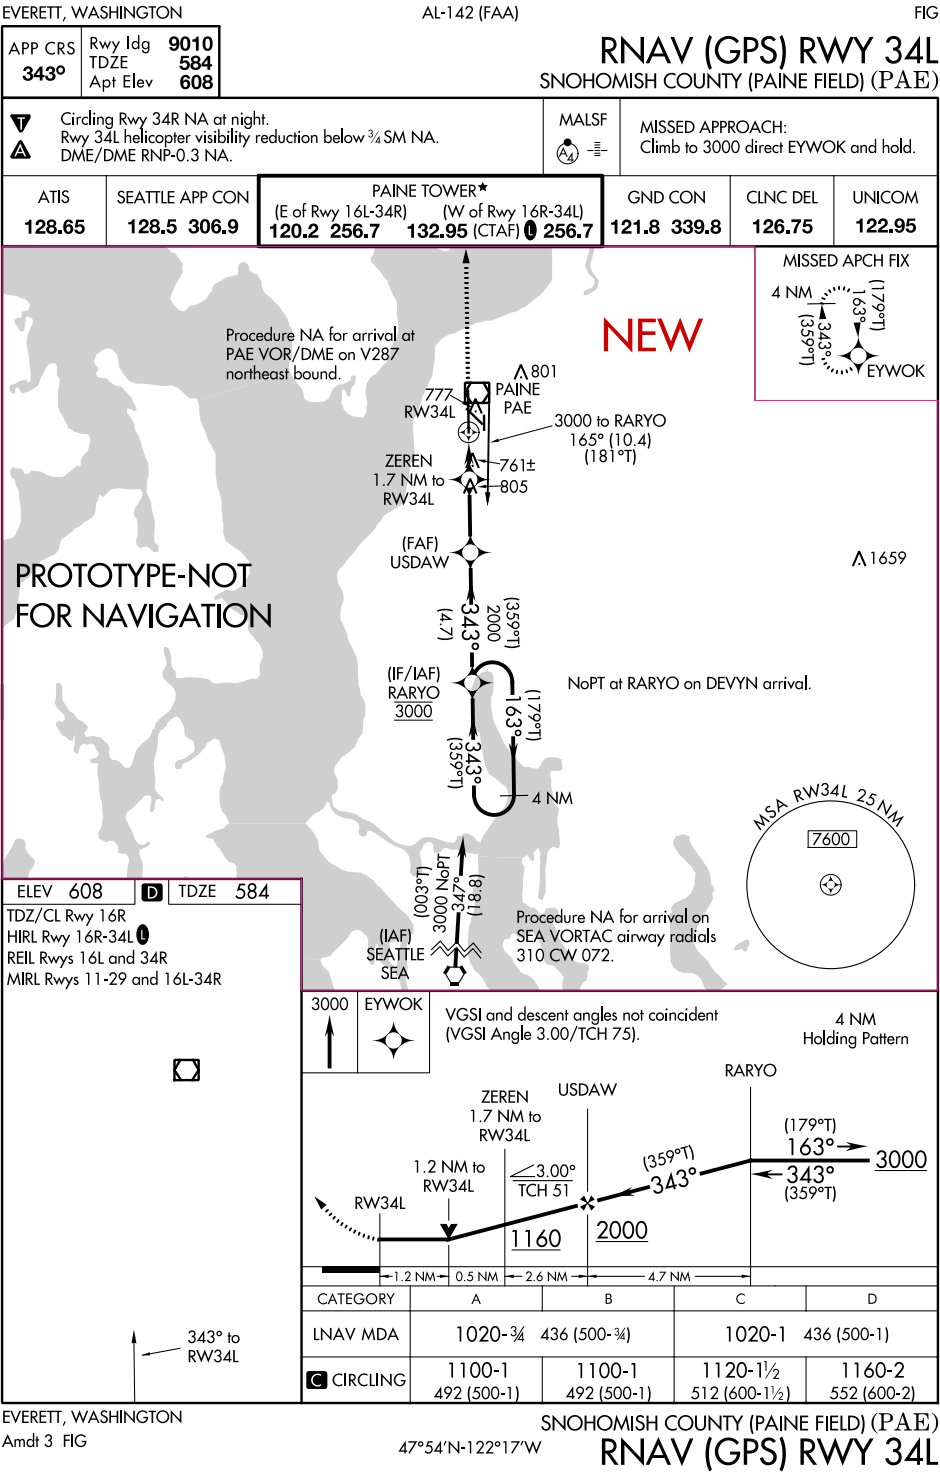 EVERETT, WASHINGTON
AL-142 (FAA)
FIG
APP CRS
343°
Rwy ldg 9010
TDZE 584
Apt Elev 608
RNAV (GPS) RWY 34L
SNOHOMISH COUNTY (PAINE FIELD) (PAE)
T
A
Circling Rwy 34R NA at night.
Rwy 34L helicopter visibility reduction below ¾ SM NA.
DME/DME RNP-0.3 NA.
MALSF
A4
MISSED APPROACH:
Climb to 3000 direct EYWOK and hold.
ATIS
128.65
SEATTLE APP CON
128.5 306.9
PAINE TOWER★
(E of Rwy 16L-34R) (W of Rwy 16R-34L)
120.2 256.7 132.95 (CTAF) L 256.7
GND CON
121.8 339.8
CLNC DEL
126.75
UNICOM
122.95
MISSED APCH FIX
4 NM
343°
(359°T)
163°
(179°T)
EYWOK
NEW
Procedure NA for arrival at
PAE VOR/DME on V287
northeast bound.
801
777
RW34L
PAINE
PAE
3000 to RARYO
165° (10.4)
(181°T)
ZEREN
1.7 NM to
RW34L
761±
805
(FAF)
USDAW
1659
PROTOTYPE-NOT
FOR NAVIGATION
(359°T)
2000
343°
(4.7)
(IF/IAF)
RARYO
3000
NoPT at RARYO on DEVYN arrival.
163°
(179°T)
343°
(359°T)
4 NM
MSA RW34L 25 NM
7600
(003°T)
3000 NoPT
347°
(18.8)
(IAF)
SEATTLE
SEA
Procedure NA for arrival on
SEA VORTAC airway radials
310 CW 072.
ELEV 608 D TDZE 584
TDZ/CL Rwy 16R
HIRL Rwy 16R-34L L
REIL Rwys 16L and 34R
MIRL Rwys 11-29 and 16L-34R
343° to
RW34L
3000
EYWOK
VGSI and descent angles not coincident
(VGSI Angle 3.00/TCH 75).
4 NM
Holding Pattern
RARYO
USDAW
ZEREN
1.7 NM to
RW34L
1.2 NM to
RW34L
RW34L
3.00°
TCH 51
(359°T)
343°
(179°T)
163°
343°
(359°T)
3000
1160
2000
1.2 NM 0.5 NM 2.6 NM 4.7 NM
CATEGORY A B C D
LNAV MDA 1020-¾ 436 (500-¾) 1020-1 436 (500-1)
C CIRCLING
1100-1
492 (500-1)
1100-1
492 (500-1)
1120-1½
512 (600-1½)
1160-2
552 (600-2)
EVERETT, WASHINGTON
Amdt 3 FIG
47°54′N-122°17′W
SNOHOMISH COUNTY (PAINE FIELD) (PAE)
RNAV (GPS) RWY 34L